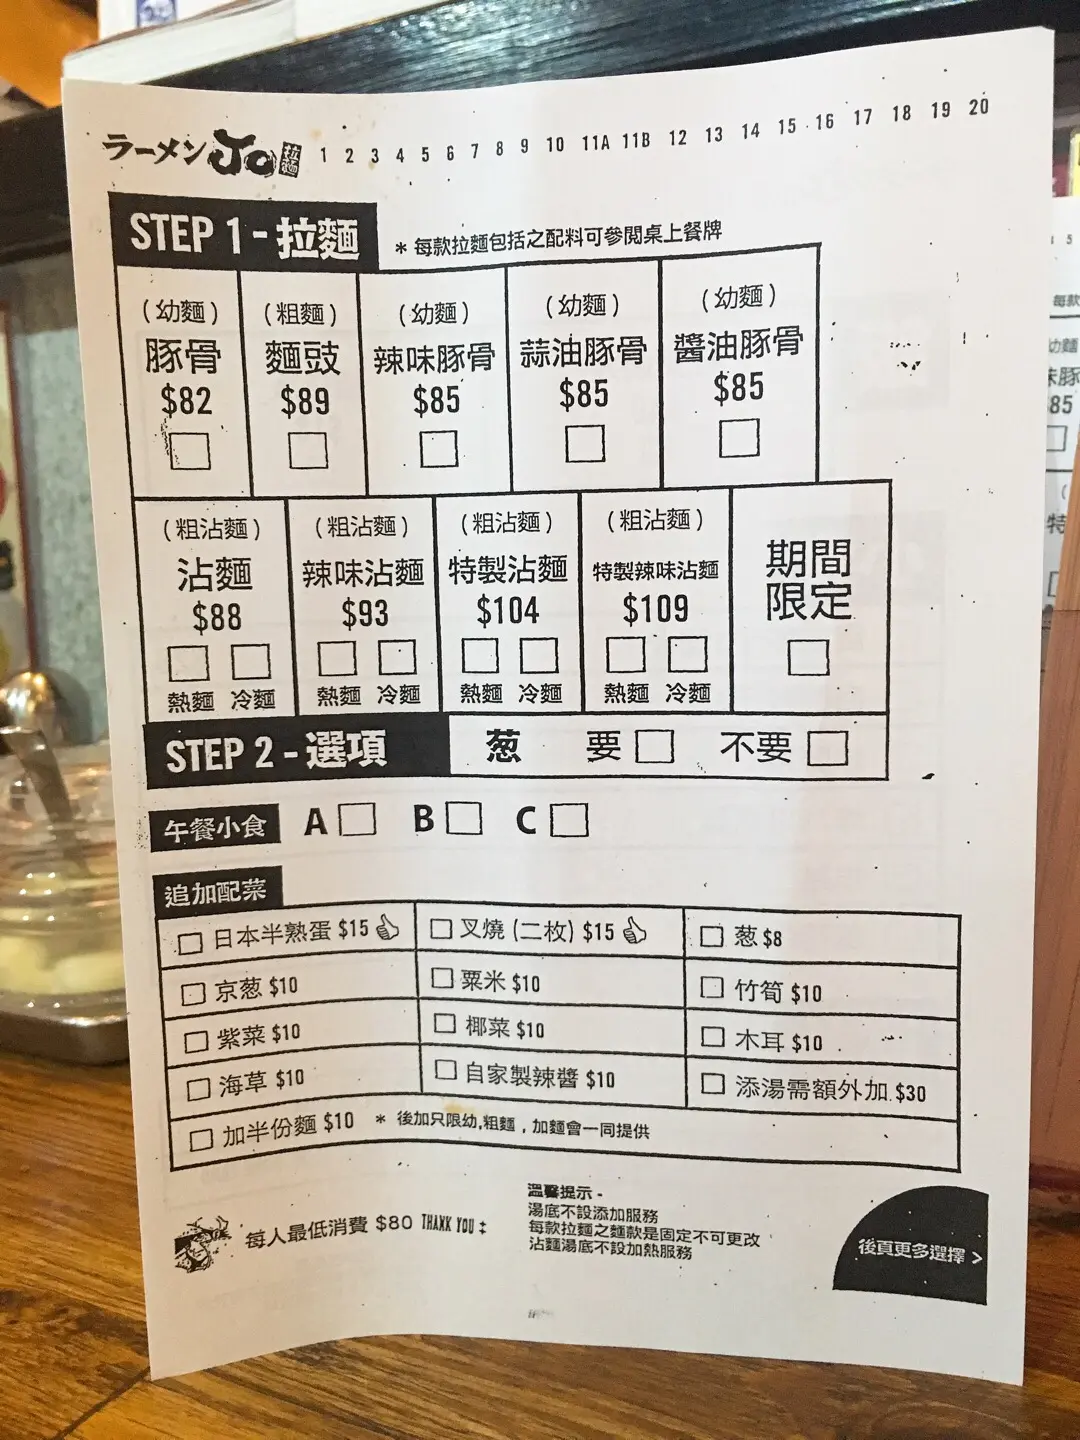 ラーメン Jo 拉麵 1 2 3 4 5 6 7 8 9 10 11A 11B 12 13 14 15 16 17 18 19 20
STEP 1 - 拉麵 * 每款拉麵包括之配料可參閱桌上餐牌
(幼麵) (粗麵) (幼麵) (幼麵) (幼麵)
豚骨 麵豉 辣味豚骨 蒜油豚骨 醬油豚骨
$82 $89 $85 $85 $85
(粗沾麵) (粗沾麵) (粗沾麵) (粗沾麵)
沾麵 辣味沾麵 特製沾麵 特製辣味沾麵 期間
$88 $93 $104 $109 限定
熱麵 冷麵 熱麵 冷麵 熱麵 冷麵 熱麵 冷麵
STEP 2 - 選項 葱 要 不要
午餐小食 A B C
追加配菜
日本半熟蛋 $15 叉燒 (二枚) $15 葱 $8
京葱 $10 粟米 $10 竹筍 $10
紫菜 $10 椰菜 $10 木耳 $10
海草 $10 自家製辣醬 $10 添湯需額外加 $30
加半份麵 $10 * 後加只限幼,粗麵,加麵會一同提供
每人最低消費 $80 THANK YOU
溫馨提示 -
湯底不設添加服務
每款拉麵之麵款是固定不可更改
沾麵湯底不設加熱服務
後頁更多選擇 >